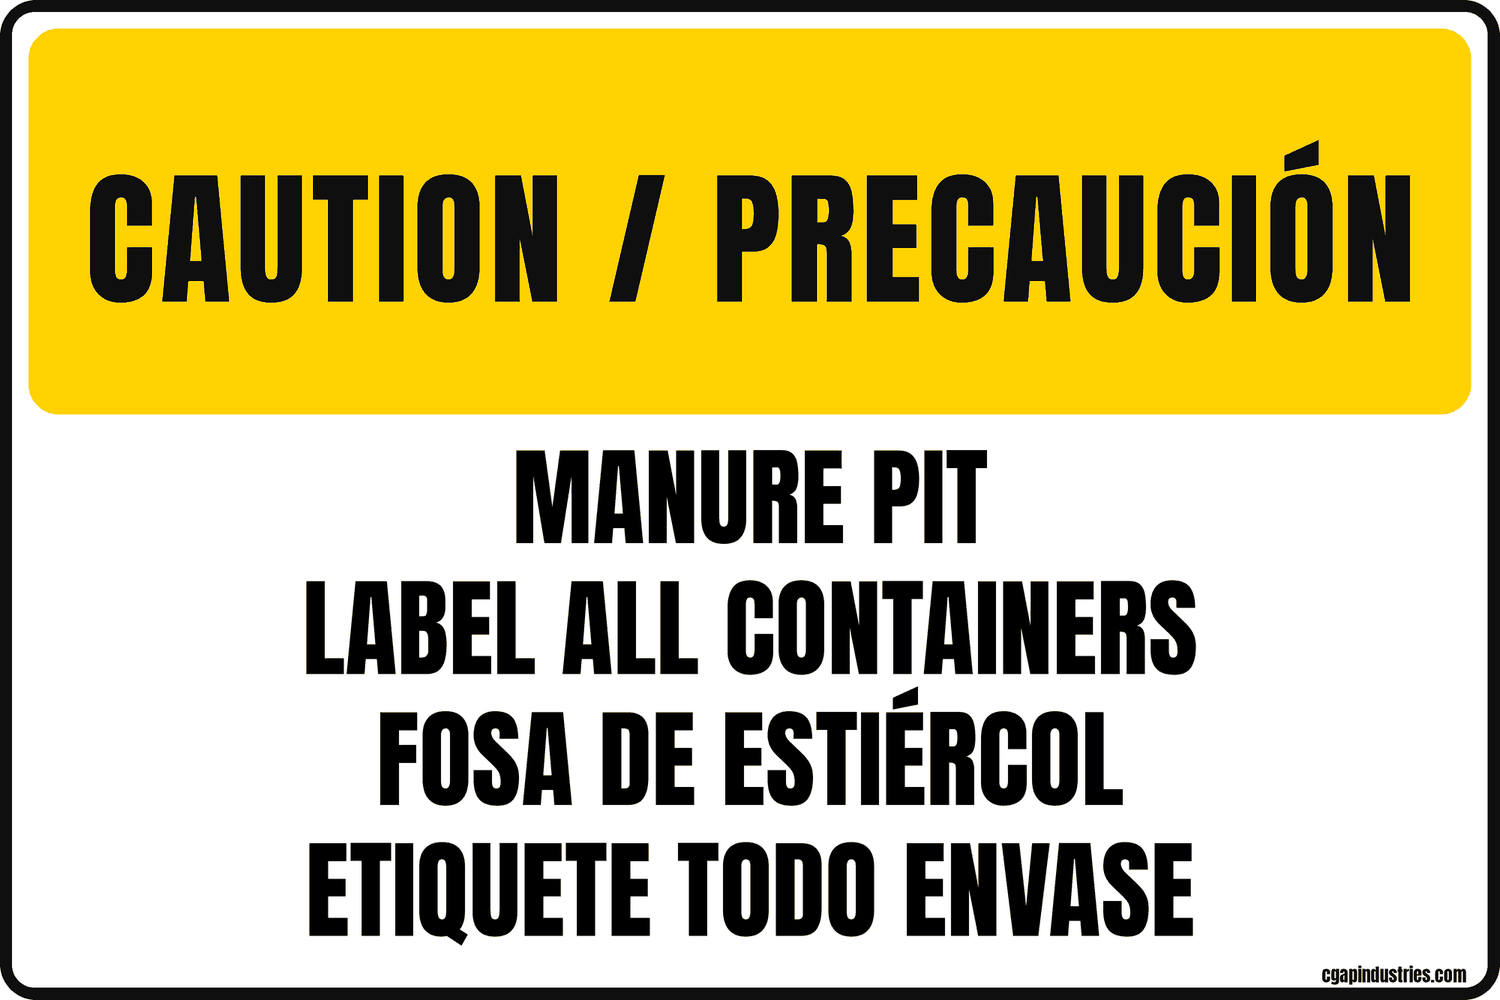 CAUTION / PRECAUCIÓN
MANURE PIT
LABEL ALL CONTAINERS
FOSA DE ESTIÉRCOL
ETIQUETE TODO ENVASE
cgapindustries.com